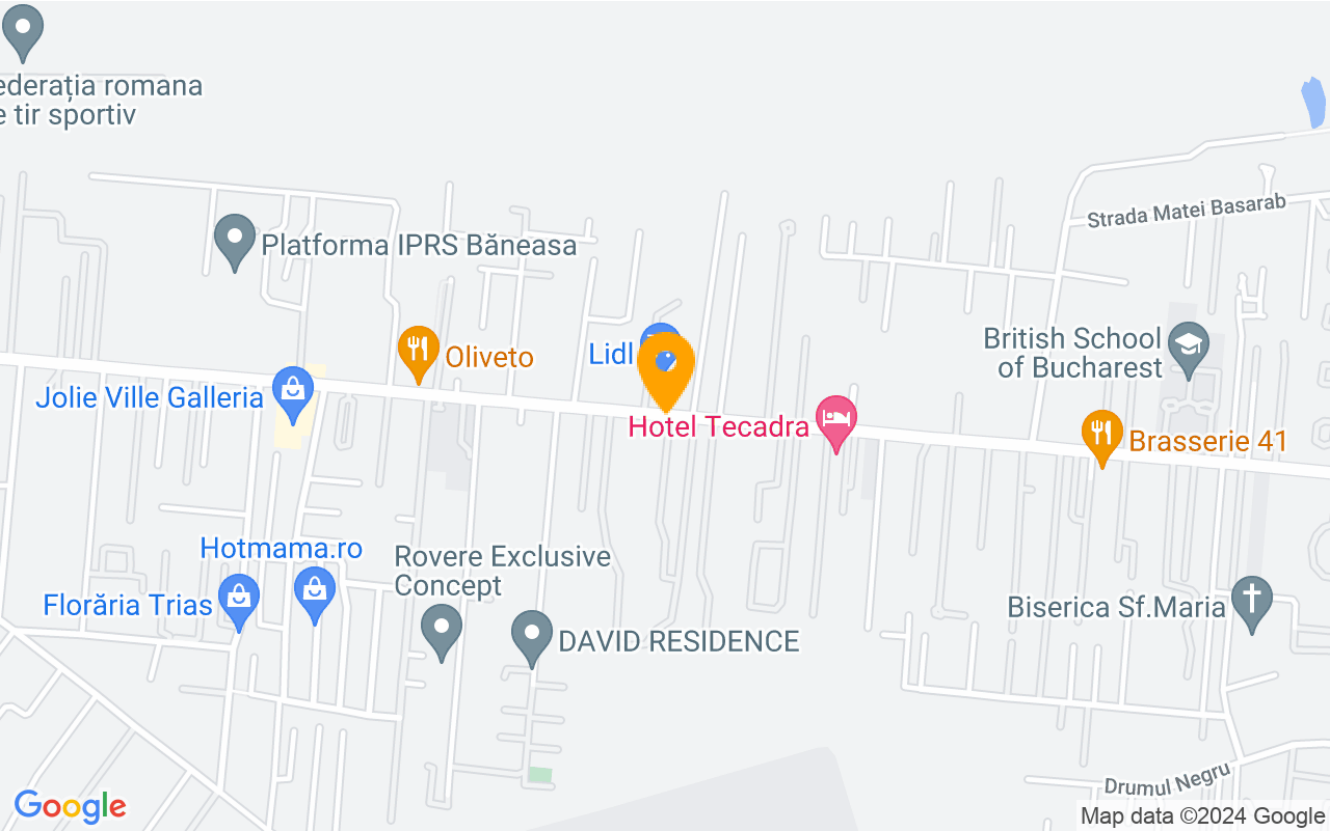 ederația romana
e tir sportiv
Strada Matei Basarab
Platforma IPRS Băneasa
British School
of Bucharest
Lidl
Oliveto
Jolie Ville Galleria
Hotel Tecadra
Brasserie 41
Hotmama.ro
Rovere Exclusive
Concept
Florăria Trias
Biserica Sf.Maria
DAVID RESIDENCE
Drumul Negru
Google
Map data ©2024 Google